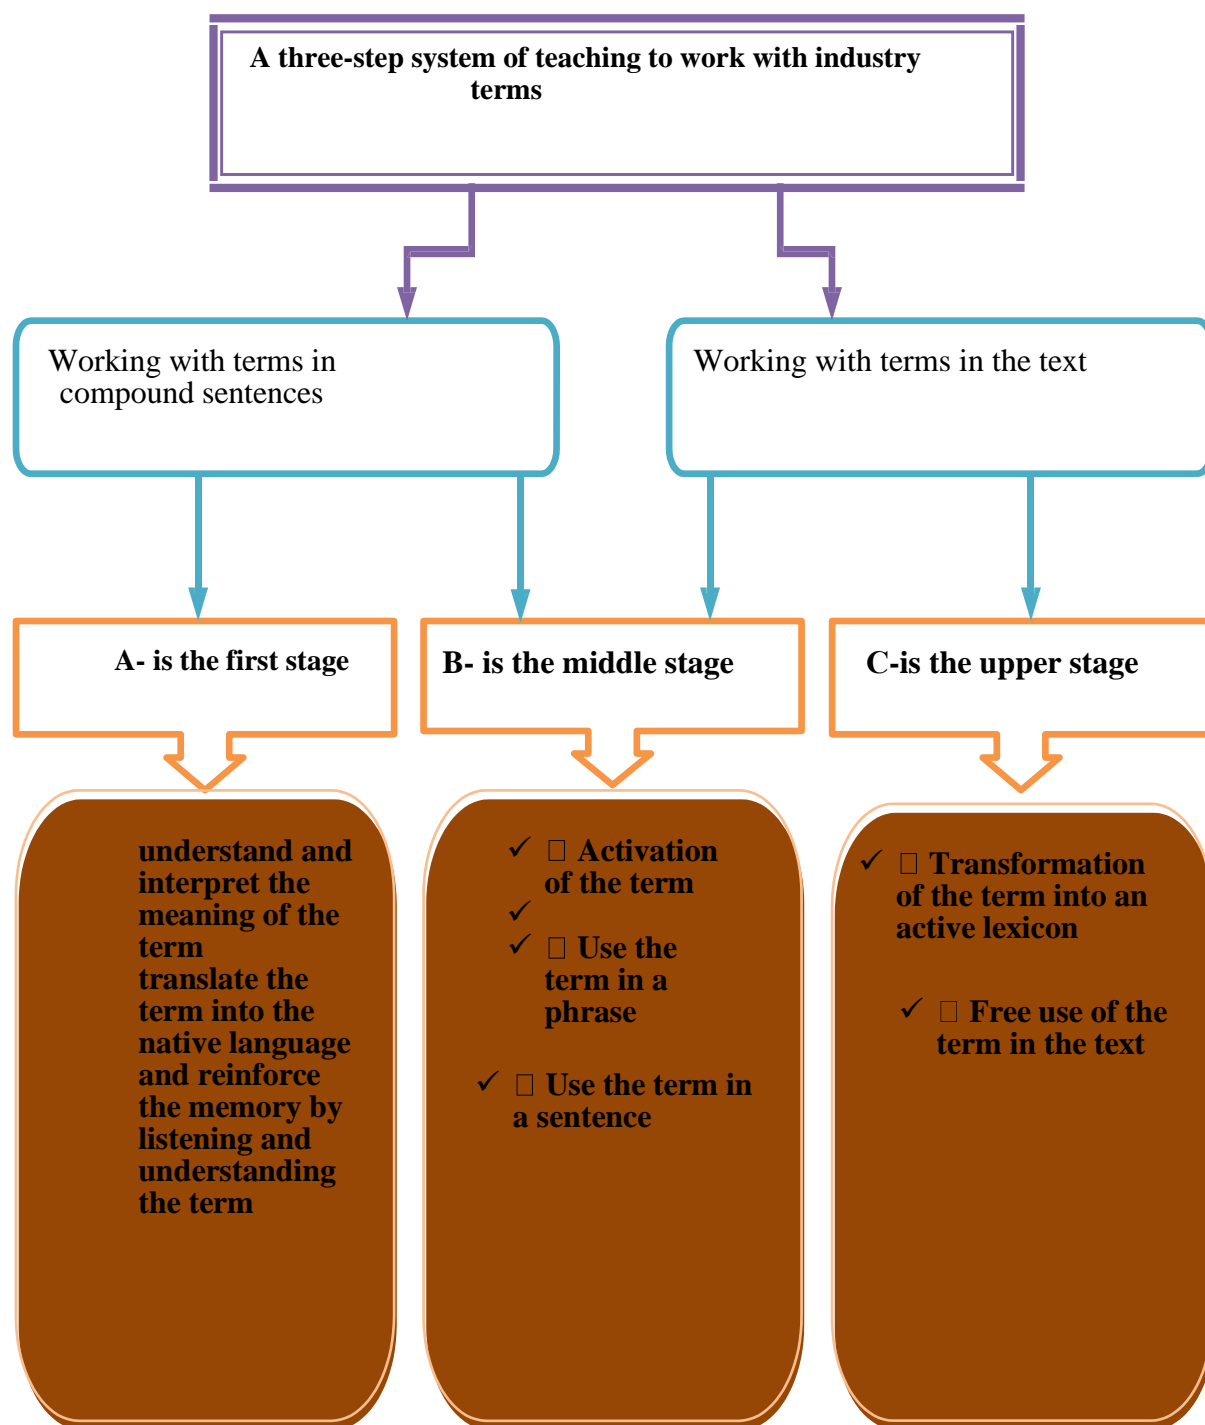 A three-step system of teaching to work with industry
terms
Working with terms in
compound sentences
Working with terms in the text
A- is the first stage
B- is the middle stage
C-is the upper stage
understand and
interpret the
meaning of the
term
translate the
term into the
native language
and reinforce
the memory by
listening and
understanding
the term
✓ □ Activation
of the term
✓
✓ □ Use the
term in a
phrase
✓ □ Use the term in
a sentence
✓ □ Transformation
of the term into an
active lexicon
✓ □ Free use of the
term in the text